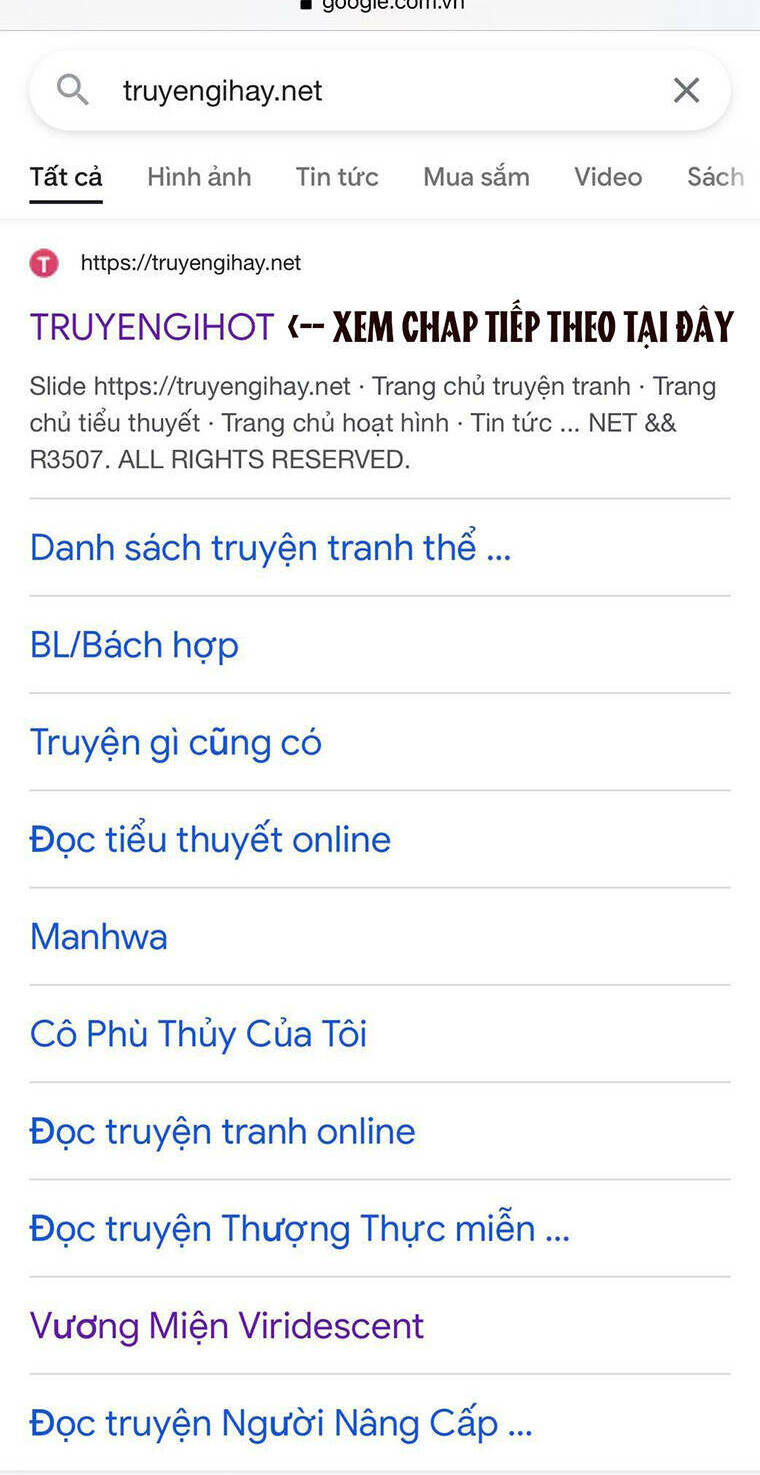 google.com.vn
truyengihay.net
Tất cả Hình ảnh Tin tức Mua sắm Video Sách
T https://truyengihay.net
TRUYENGIHOT <-- XEM CHAP TIẾP THEO TẠI ĐÂY
Slide https://truyengihay.net · Trang chủ truyện tranh · Trang
chủ tiểu thuyết · Trang chủ hoạt hình · Tin tức ... NET &&
R3507. ALL RIGHTS RESERVED.
Danh sách truyện tranh thể ...
BL/Bách hợp
Truyện gì cũng có
Đọc tiểu thuyết online
Manhwa
Cô Phù Thủy Của Tôi
Đọc truyện tranh online
Đọc truyện Thượng Thực miễn ...
Vương Miện Viridescent
Đọc truyện Người Nâng Cấp ...